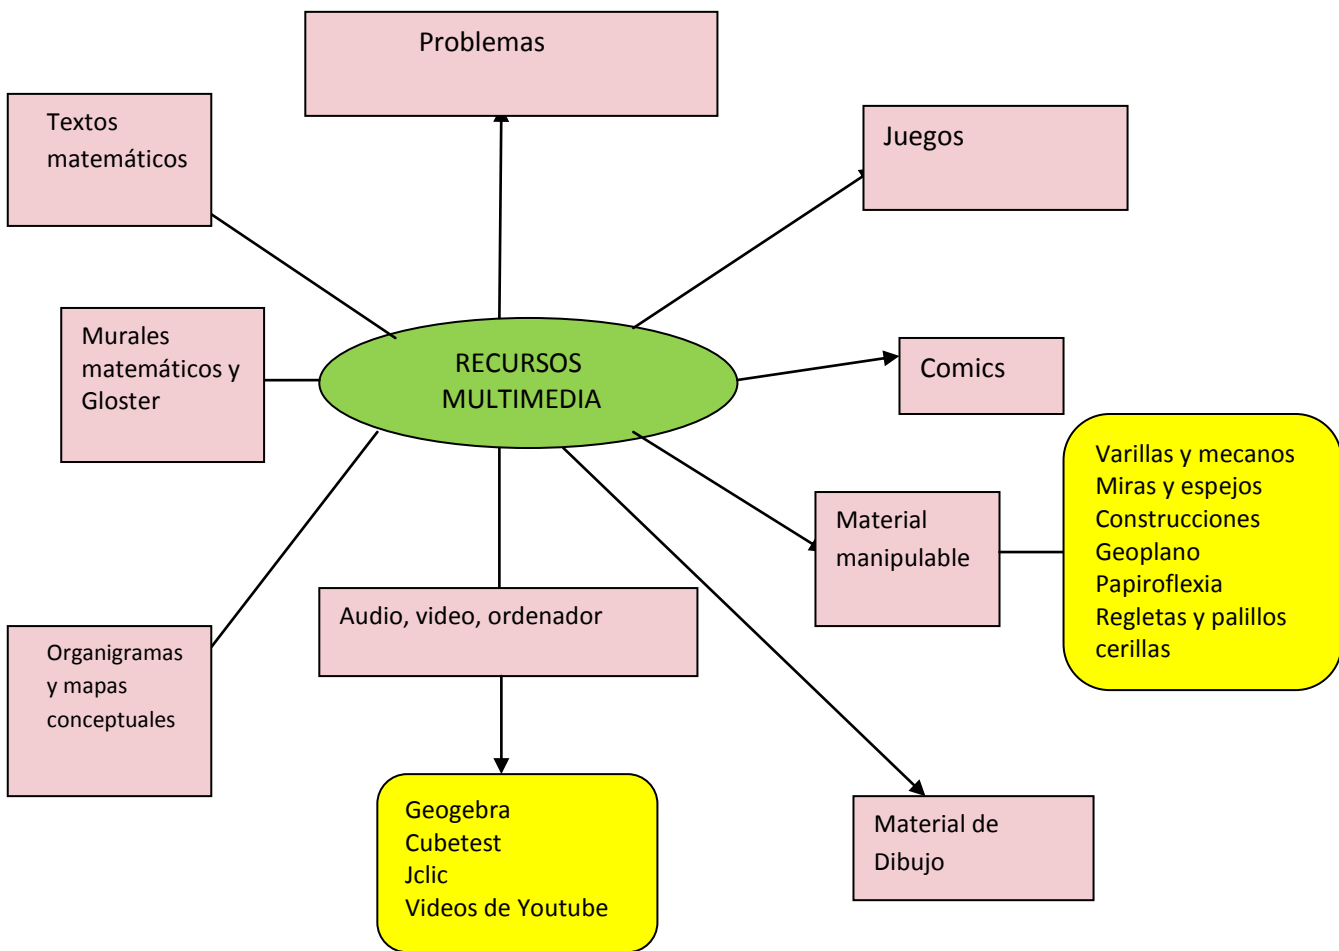 Problemas
Textos
matemáticos
Juegos
Murales
matemáticos y
Gloster
RECURSOS
MULTIMEDIA
Comics
Varillas y mecanos
Miras y espejos
Construcciones
Geoplano
Papiroflexia
Regletas y palillos
cerillas
Material
manipulable
Audio, video, ordenador
Organigramas
y mapas
conceptuales
Geogebra
Cubetest
Jclic
Videos de Youtube
Material de
Dibujo